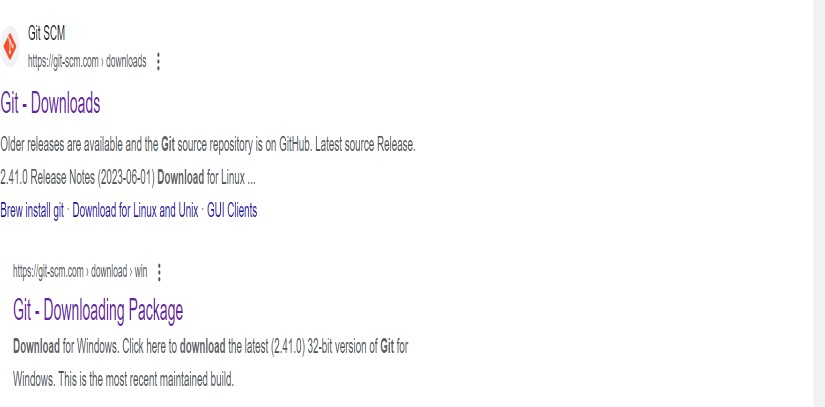 Git SCM
https://git-scm.com › downloads
Git - Downloads
Older releases are available and the Git source repository is on GitHub. Latest source Release.
2.41.0 Release Notes (2023-06-01) Download for Linux ...
Brew install git · Download for Linux and Unix · GUI Clients
https://git-scm.com › download › win
Git - Downloading Package
Download for Windows. Click here to download the latest (2.41.0) 32-bit version of Git for
Windows. This is the most recent maintained build.